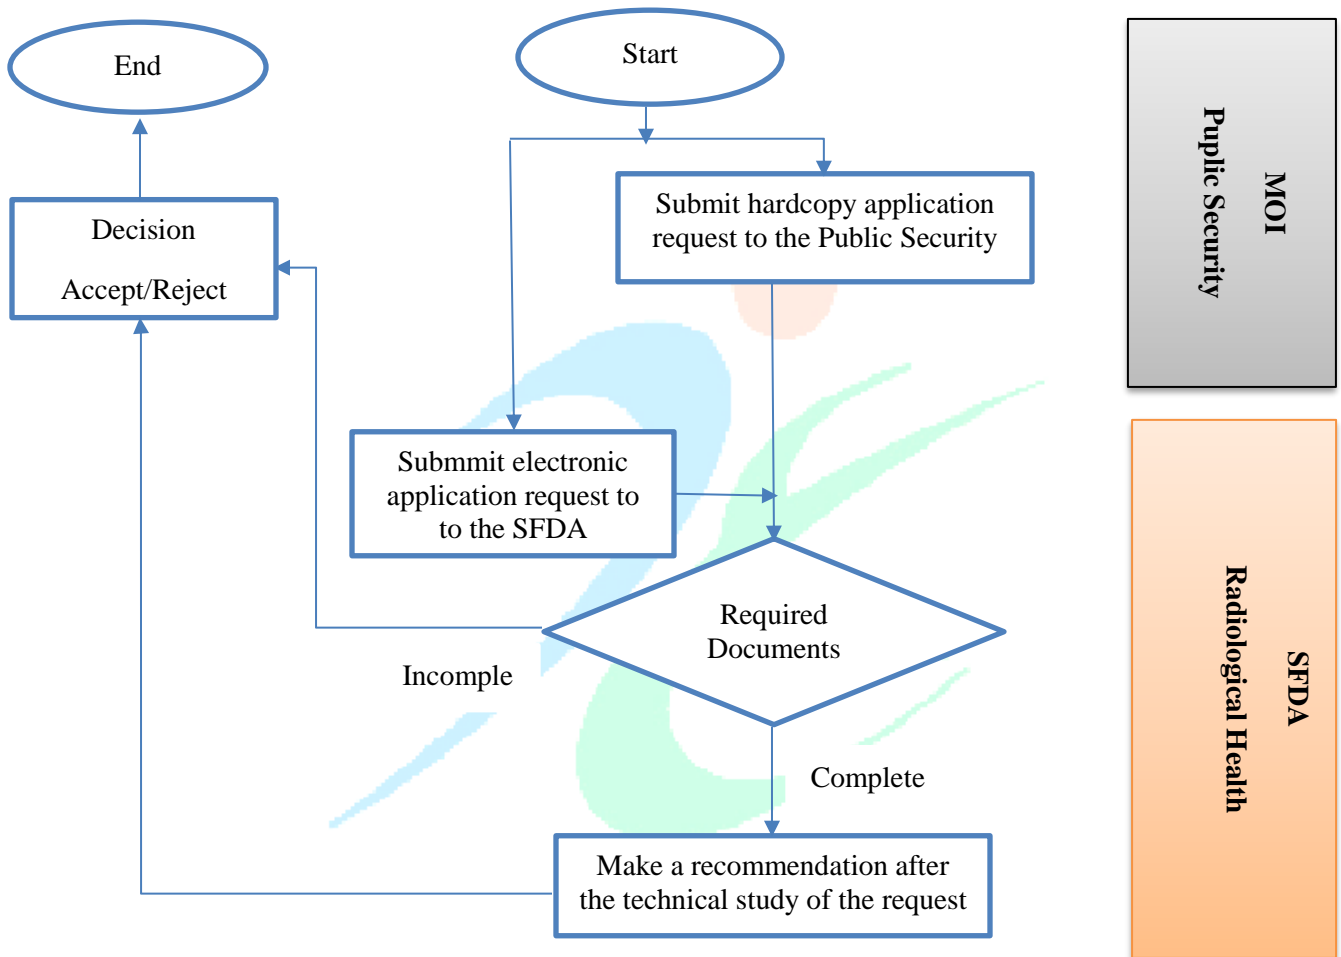 End
Start
Decision
Accept/Reject
Submit hardcopy application
request to the Public Security
MOI
Puplic Security
Submmit electronic
application request to
to the SFDA
Required
Documents
Incomple
Complete
Make a recommendation after
the technical study of the request
SFDA
Radiological Health